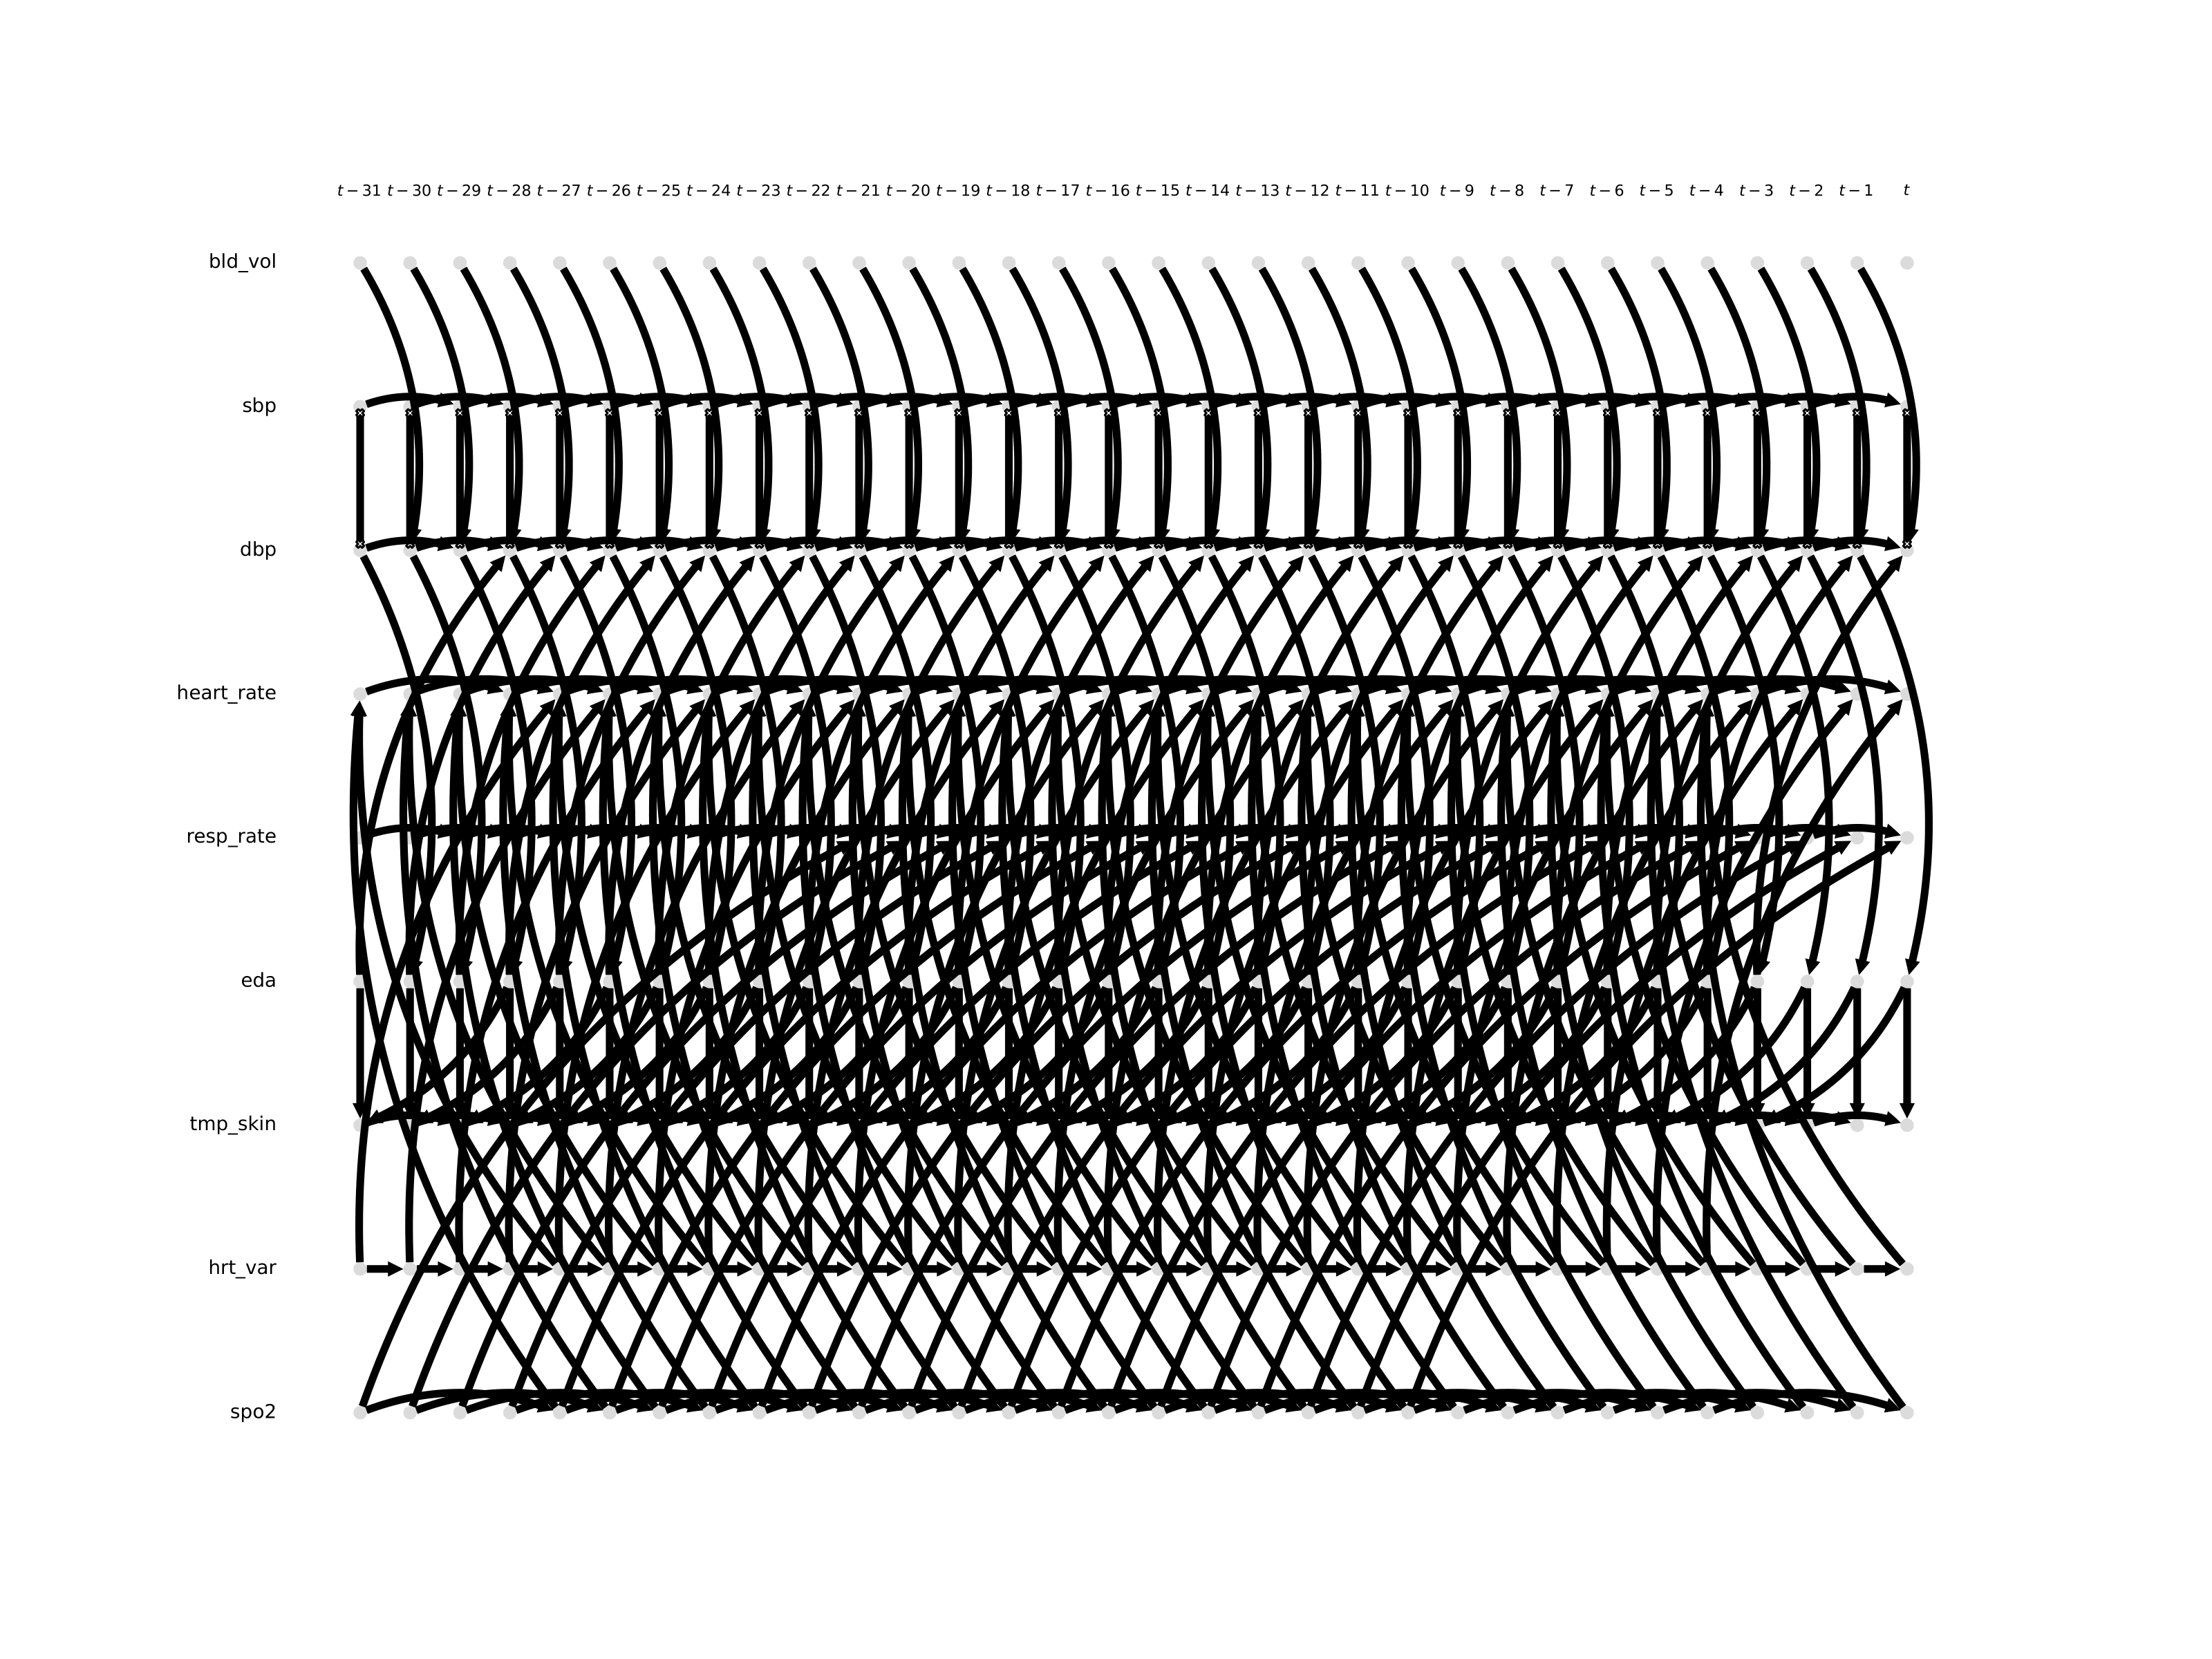 t − 31 t − 30 t − 29 t − 28 t − 27 t − 26 t − 25 t − 24 t − 23 t − 22 t − 21 t − 20 t − 19 t − 18 t − 17 t − 16 t − 15 t − 14 t − 13 t − 12 t − 11 t − 10 t − 9 t − 8 t − 7 t − 6 t − 5 t − 4 t − 3 t − 2 t − 1 t
bld_vol
sbp
dbp
heart_rate
resp_rate
eda
tmp_skin
hrt_var
spo2